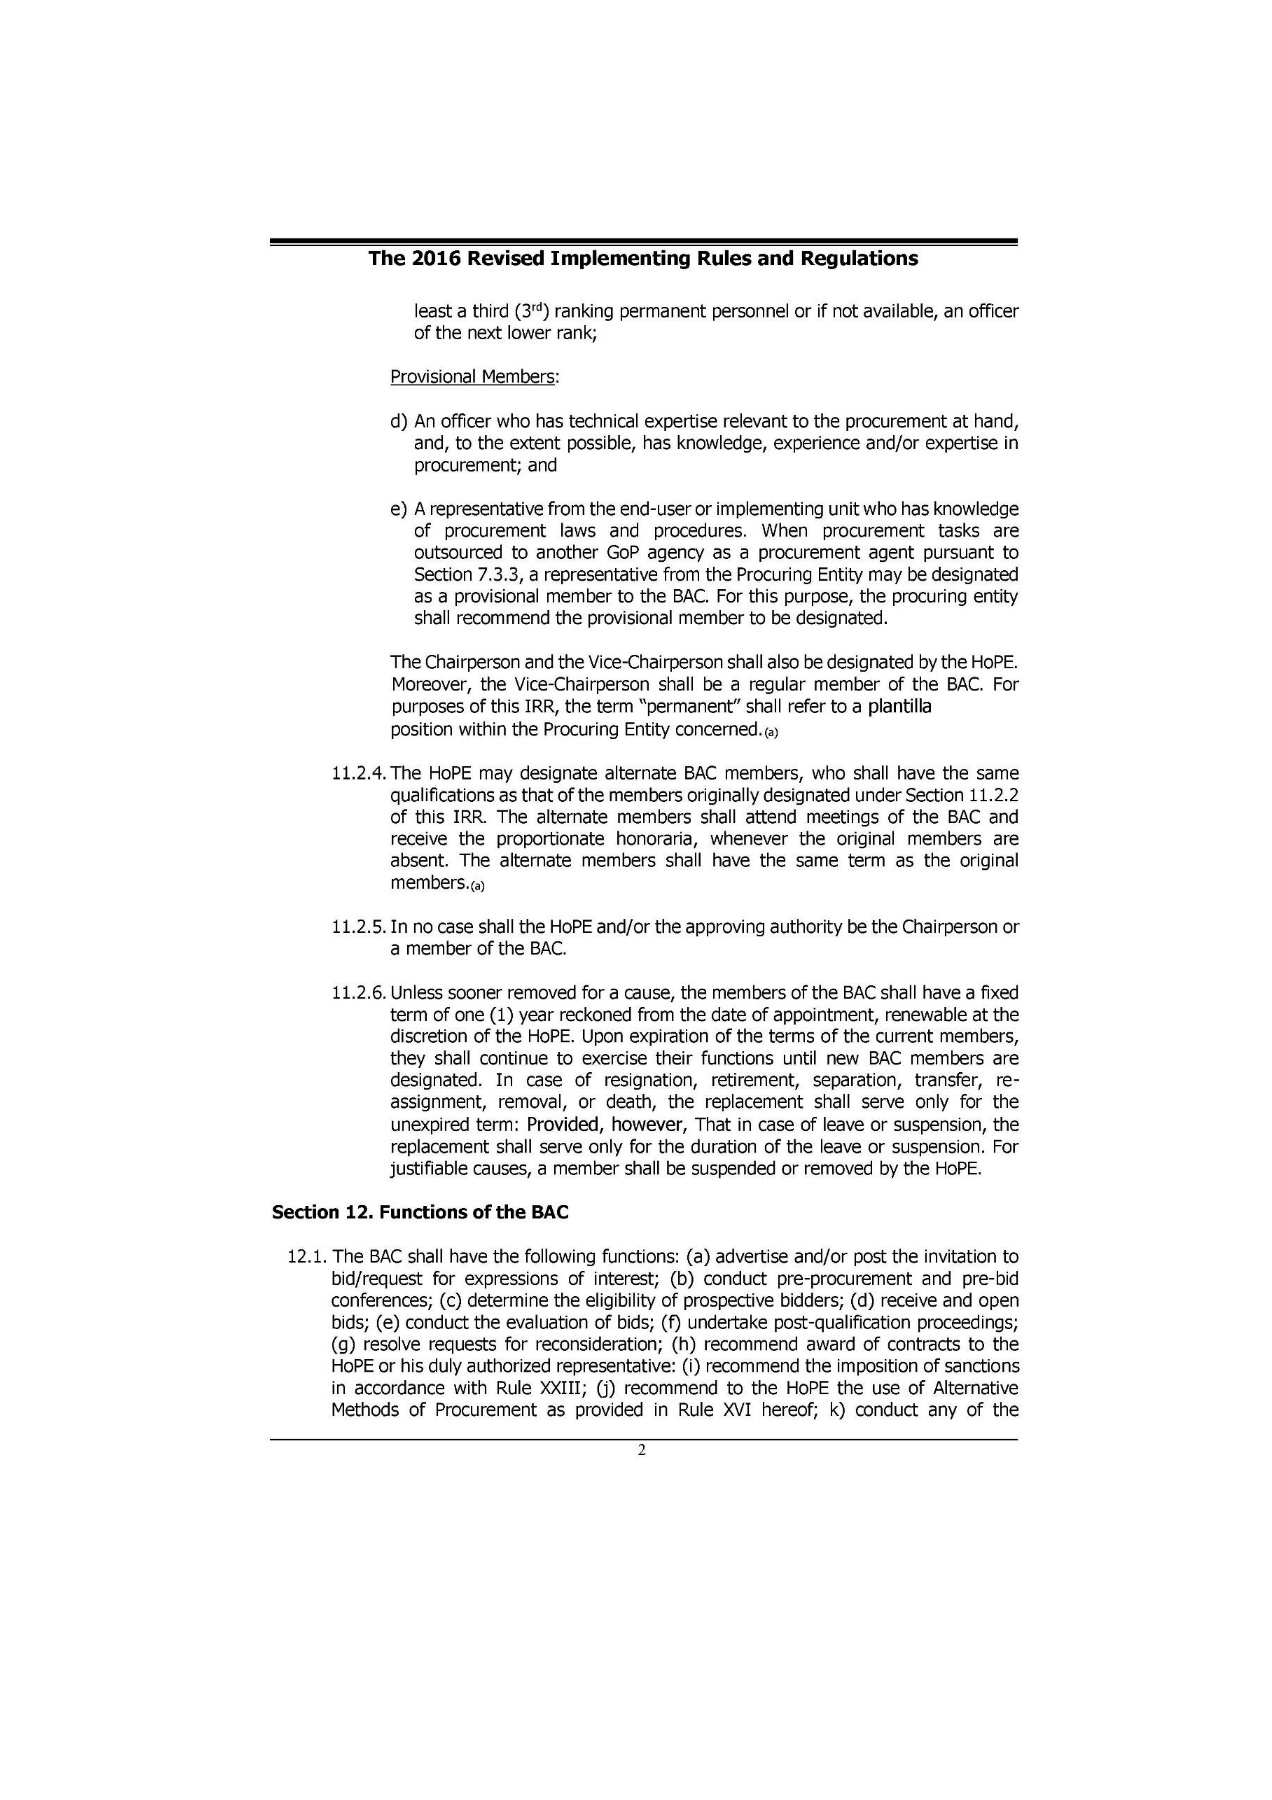 The 2016 Revised Implementing Rules and Regulations
least a third (3rd) ranking permanent personnel or if not available, an officer
of the next lower rank;
Provisional Members:
d) An officer who has technical expertise relevant to the procurement at hand,
and, to the extent possible, has knowledge, experience and/or expertise in
procurement; and
e) A representative from the end-user or implementing unit who has knowledge
of procurement laws and procedures. When procurement tasks are
outsourced to another GoP agency as a procurement agent pursuant to
Section 7.3.3, a representative from the Procuring Entity may be designated
as a provisional member to the BAC. For this purpose, the procuring entity
shall recommend the provisional member to be designated.
The Chairperson and the Vice-Chairperson shall also be designated by the HoPE.
Moreover, the Vice-Chairperson shall be a regular member of the BAC. For
purposes of this IRR, the term “permanent” shall refer to a plantilla
position within the Procuring Entity concerned.(a)
11.2.4. The HoPE may designate alternate BAC members, who shall have the same
qualifications as that of the members originally designated under Section 11.2.2
of this IRR. The alternate members shall attend meetings of the BAC and
receive the proportionate honoraria, whenever the original members are
absent. The alternate members shall have the same term as the original
members.(a)
11.2.5. In no case shall the HoPE and/or the approving authority be the Chairperson or
a member of the BAC.
11.2.6. Unless sooner removed for a cause, the members of the BAC shall have a fixed
term of one (1) year reckoned from the date of appointment, renewable at the
discretion of the HoPE. Upon expiration of the terms of the current members,
they shall continue to exercise their functions until new BAC members are
designated. In case of resignation, retirement, separation, transfer, re-
assignment, removal, or death, the replacement shall serve only for the
unexpired term: Provided, however, That in case of leave or suspension, the
replacement shall serve only for the duration of the leave or suspension. For
justifiable causes, a member shall be suspended or removed by the HoPE.
Section 12. Functions of the BAC
12.1. The BAC shall have the following functions: (a) advertise and/or post the invitation to
bid/request for expressions of interest; (b) conduct pre-procurement and pre-bid
conferences; (c) determine the eligibility of prospective bidders; (d) receive and open
bids; (e) conduct the evaluation of bids; (f) undertake post-qualification proceedings;
(g) resolve requests for reconsideration; (h) recommend award of contracts to the
HoPE or his duly authorized representative: (i) recommend the imposition of sanctions
in accordance with Rule XXIII; (j) recommend to the HoPE the use of Alternative
Methods of Procurement as provided in Rule XVI hereof; k) conduct any of the
2